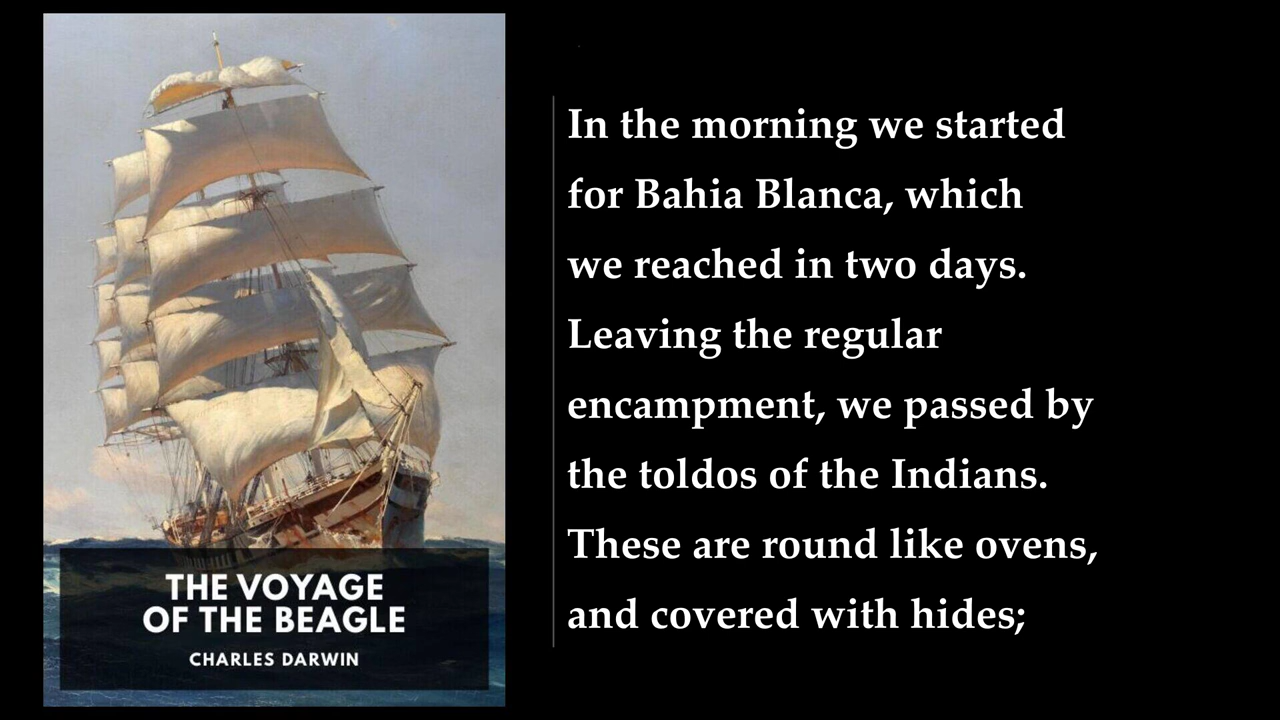 THE VOYAGE
OF THE BEAGLE
CHARLES DARWIN
In the morning we started
for Bahia Blanca, which
we reached in two days.
Leaving the regular
encampment, we passed by
the toldos of the Indians.
These are round like ovens,
and covered with hides;